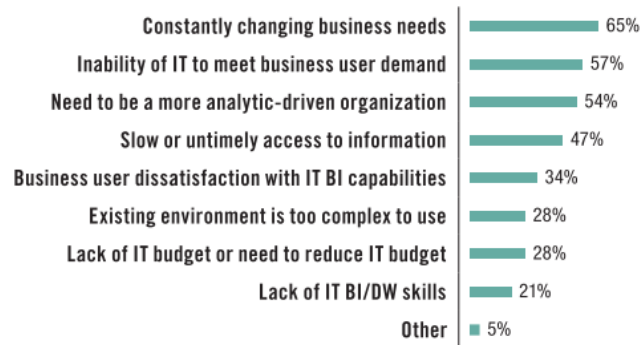 Constantly changing business needs 65%
Inability of IT to meet business user demand 57%
Need to be a more analytic-driven organization 54%
Slow or untimely access to information 47%
Business user dissatisfaction with IT BI capabilities 34%
Existing environment is too complex to use 28%
Lack of IT budget or need to reduce IT budget 28%
Lack of IT BI/DW skills 21%
Other 5%